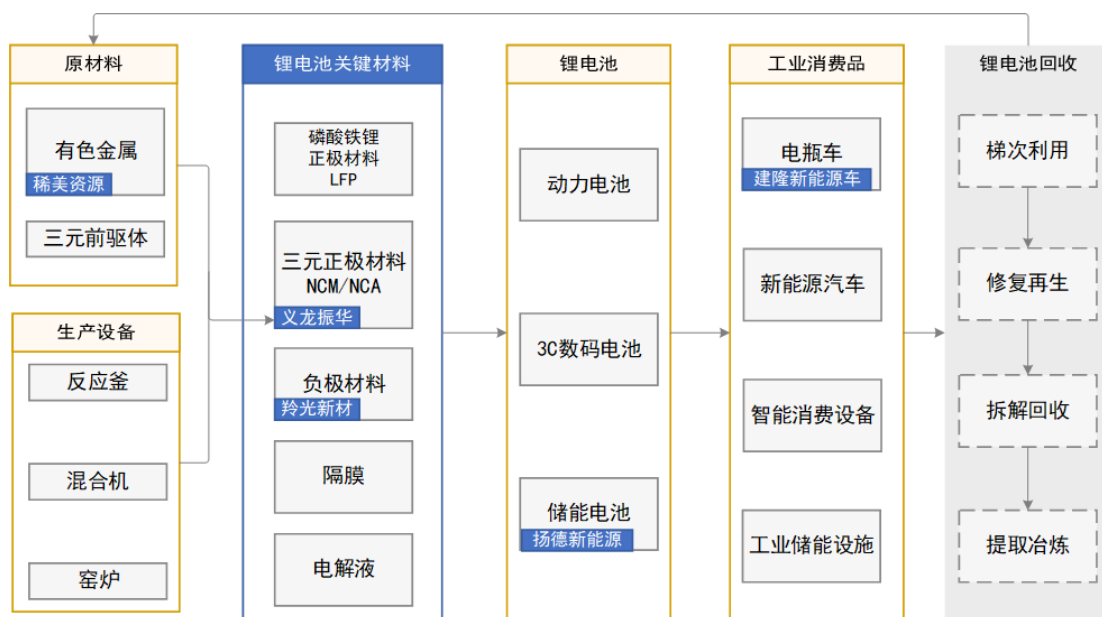 原材料
有色金属
稀美资源
三元前驱体
生产设备
反应釜
混合机
窑炉
锂电池关键材料
磷酸铁锂
正极材料
LFP
三元正极材料
NCM/NCA
义龙振华
负极材料
羚光新材
隔膜
电解液
锂电池
动力电池
3C数码电池
储能电池
扬德新能源
工业消费品
电瓶车
建隆新能源车
新能源汽车
智能消费设备
工业储能设施
锂电池回收
梯次利用
修复再生
拆解回收
提取冶炼